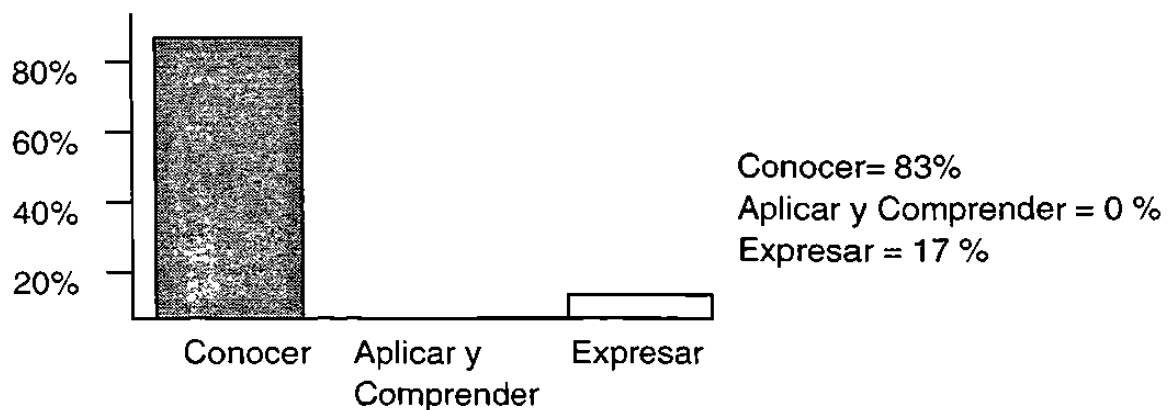 80%
60%
40%
20%
Conocer
Aplicar y
Comprender
Expresar
Conocer= 83%
Aplicar y Comprender = 0 %
Expresar = 17 %